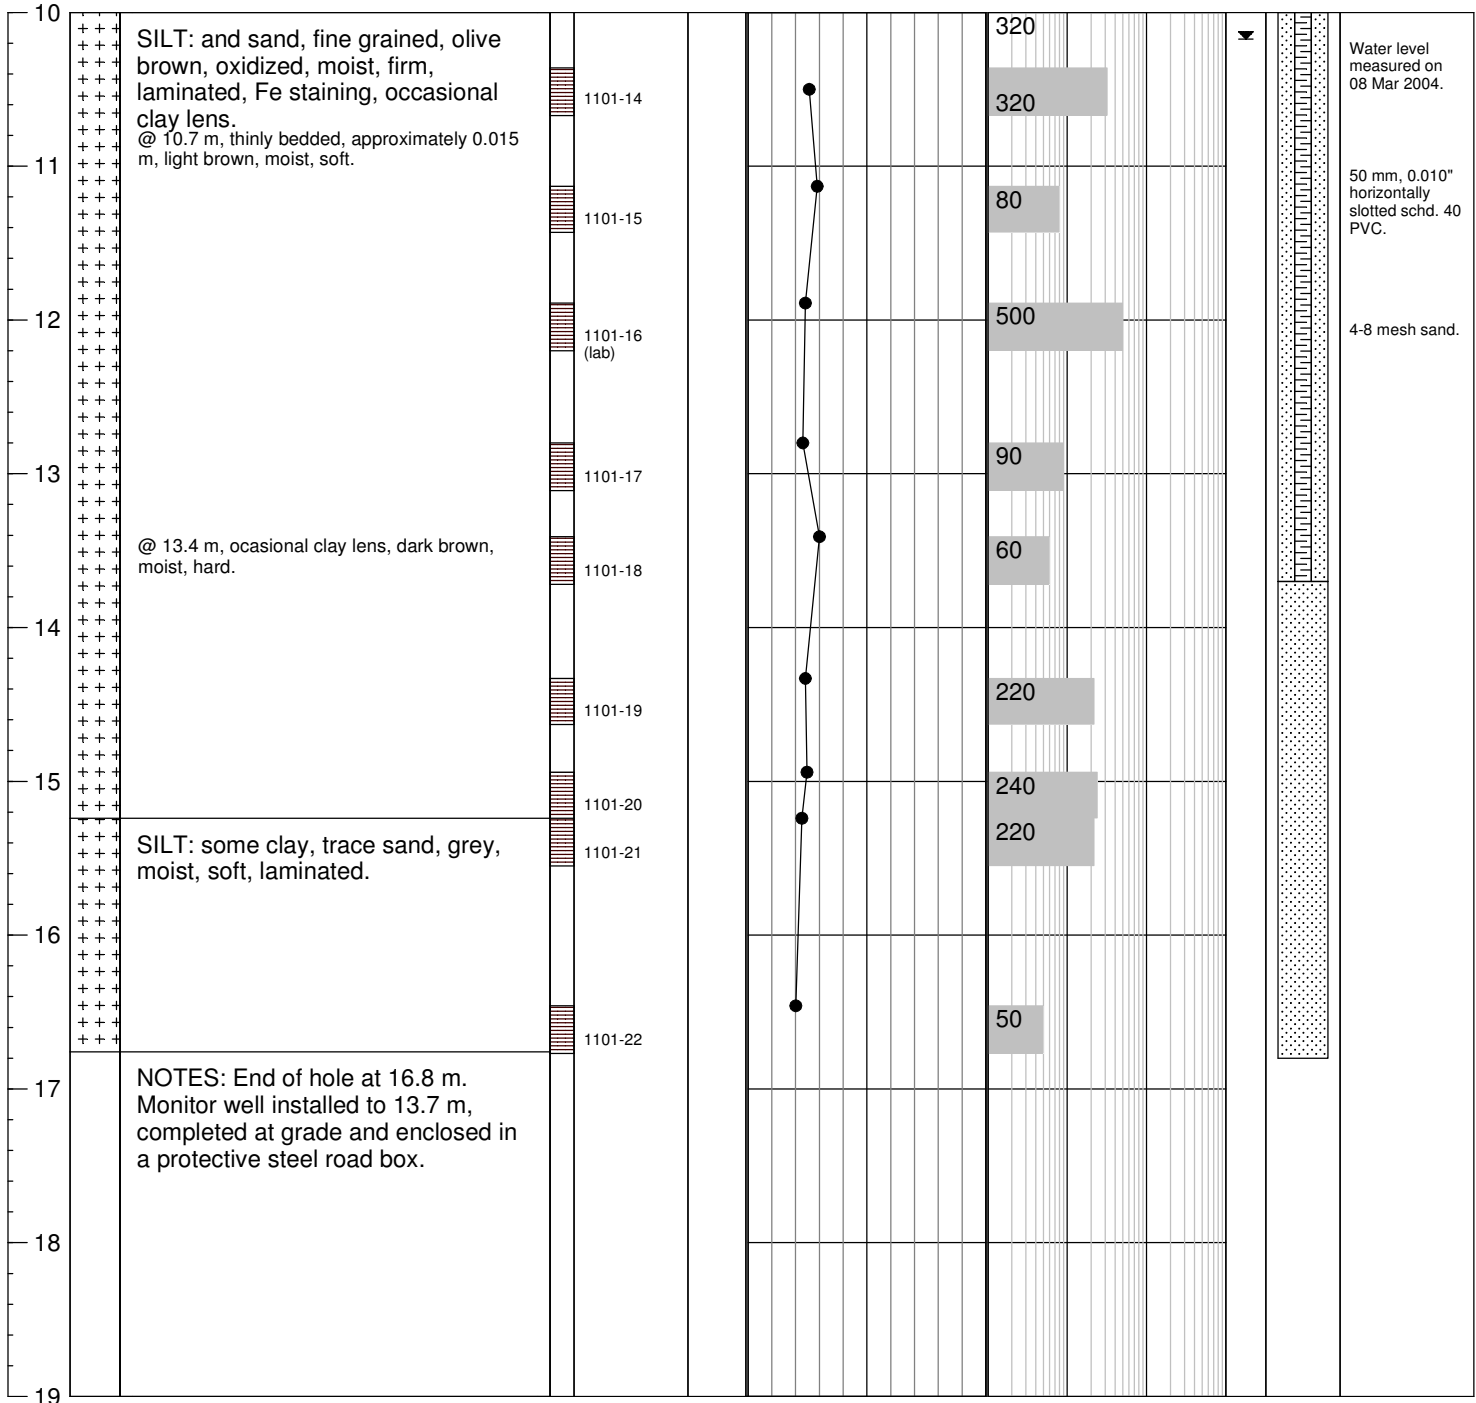 10
SILT: and sand, fine grained, olive
brown, oxidized, moist, firm,
laminated, Fe staining, occasional
clay lens.
@ 10.7 m, thinly bedded, approximately 0.015
m, light brown, moist, soft.
1101-14
320
320
Water level
measured on
08 Mar 2004.
11
1101-15
80
50 mm, 0.010"
horizontally
slotted schd. 40
PVC.
12
1101-16
(lab)
500
4-8 mesh sand.
13
1101-17
90
@ 13.4 m, ocasional clay lens, dark brown,
moist, hard.
1101-18
60
14
1101-19
220
15
1101-20
240
SILT: some clay, trace sand, grey,
moist, soft, laminated.
1101-21
220
16
1101-22
50
17
NOTES: End of hole at 16.8 m.
Monitor well installed to 13.7 m,
completed at grade and enclosed in
a protective steel road box.
18
19